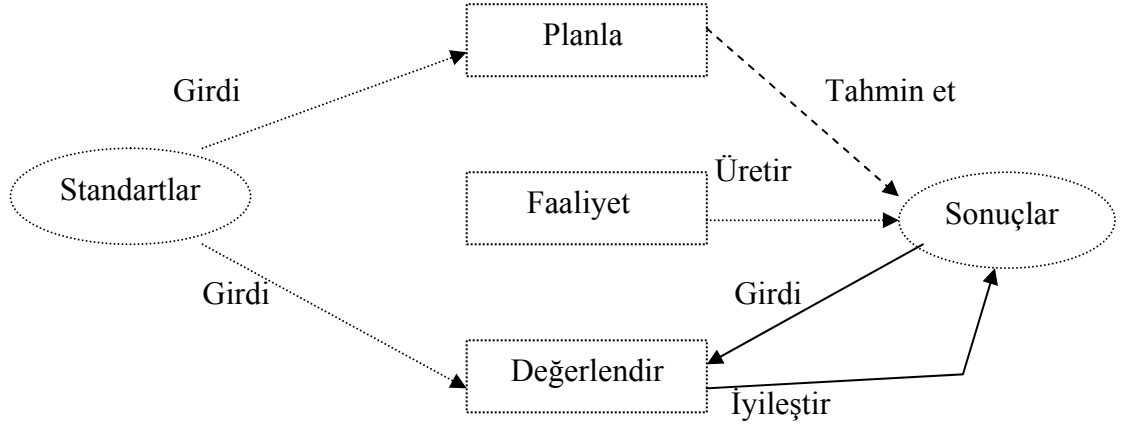 Planla
Girdi
Tahmin et
Üretir
Standartlar
Faaliyet
Sonuçlar
Girdi
Girdi
Değerlendir
İyileştir